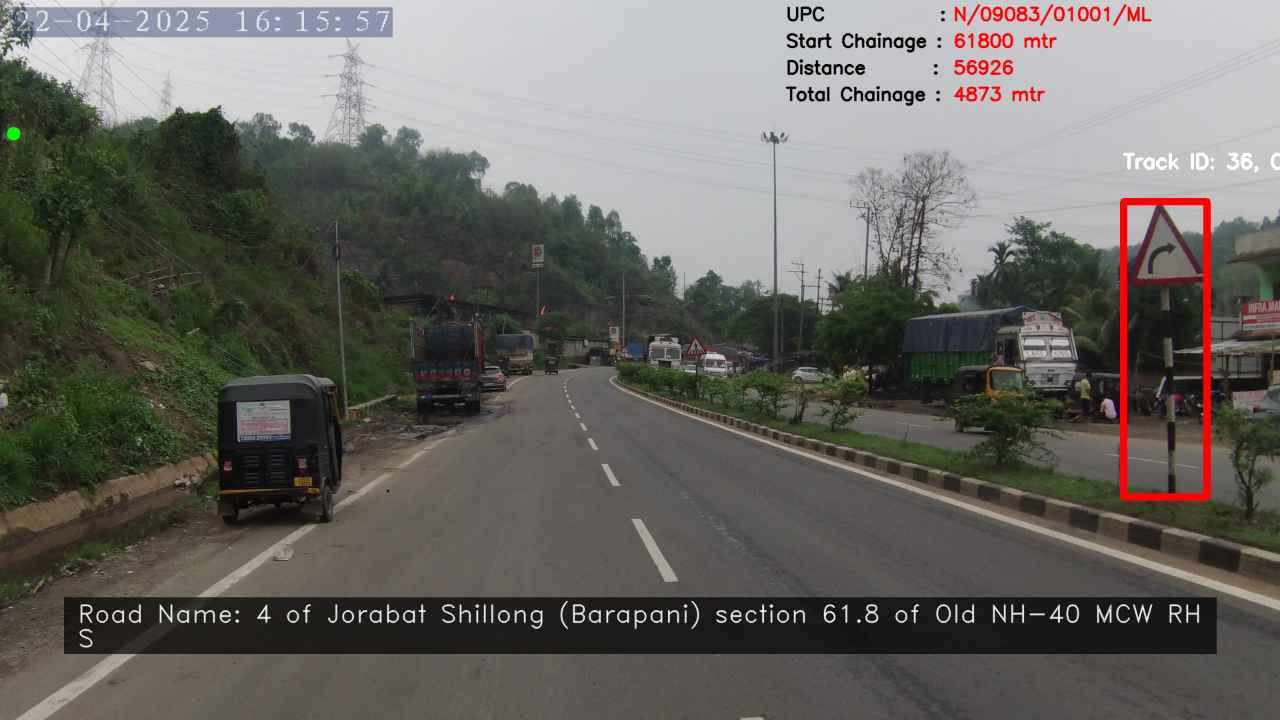 22-04-2025 16:15:57
UPC : N/09083/01001/ML
Start Chainage : 61800 mtr
Distance : 56926
Total Chainage : 4873 mtr
Track ID: 36,
INFRA
Road Name: 4 of Jorabat Shillong (Barapani) section 61.8 of Old NH-40 MCW RH
S